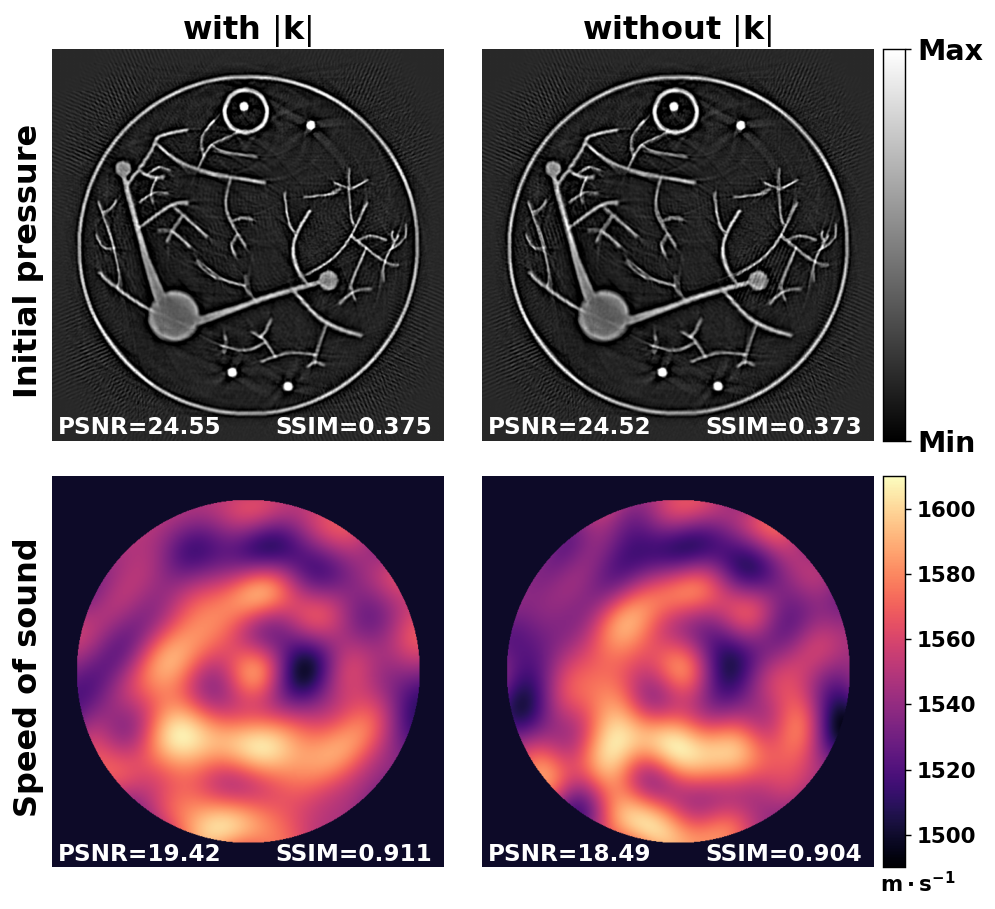 with |k|
without |k|
Initial pressure
Max
Min
PSNR=24.55 SSIM=0.375
PSNR=24.52 SSIM=0.373
Speed of sound
1600
1580
1560
1540
1520
1500
m·s⁻¹
PSNR=19.42 SSIM=0.911
PSNR=18.49 SSIM=0.904